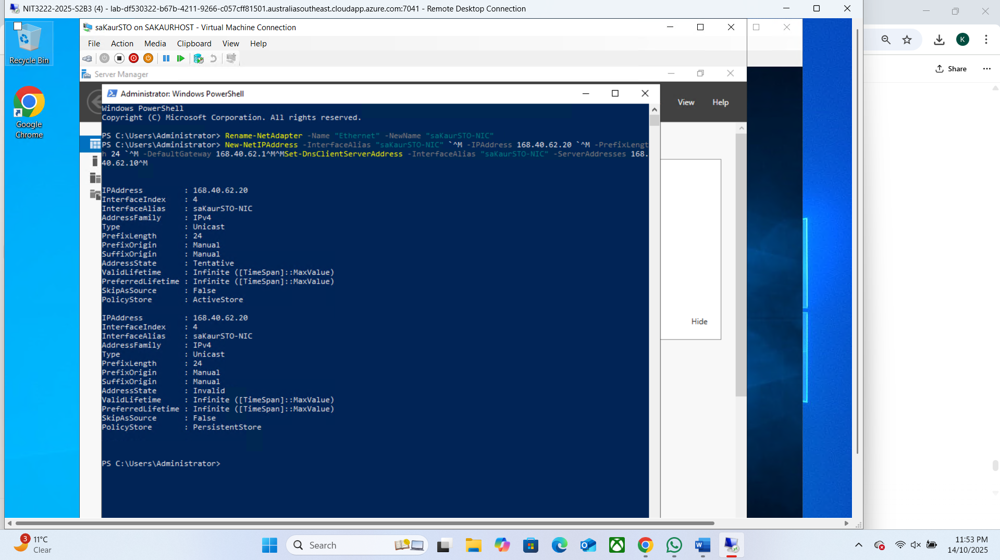 NIT3222-2025-S2B3 (4) - lab-df530322-b67b-4211-9266-c057cff81501.australiasoutheast.cloudapp.azure.com:7041 - Remote Desktop Connection
saKaurSTO on SAKAURHOST - Virtual Machine Connection
File Action Media Clipboard View Help
K
Share
Recycle Bin
Google
Chrome
Server Manager
View Help
Administrator: Windows PowerShell
Windows PowerShell
Copyright (C) Microsoft Corporation. All rights reserved.
PS C:\Users\Administrator> Rename-NetAdapter -Name "Ethernet" -NewName "saKaurSTO-NIC"
PS C:\Users\Administrator> New-NetIPAddress -InterfaceAlias "saKaurSTO-NIC" `^M -IPAddress 168.40.62.20 `^M -PrefixLengt
h 24 `^M -DefaultGateway 168.40.62.1^M^MSet-DnsClientServerAddress -InterfaceAlias "saKaurSTO-NIC" -ServerAddresses 168.
40.62.10^M
IPAddress : 168.40.62.20
InterfaceIndex : 4
InterfaceAlias : saKaurSTO-NIC
AddressFamily : IPv4
Type : Unicast
PrefixLength : 24
PrefixOrigin : Manual
SuffixOrigin : Manual
AddressState : Tentative
ValidLifetime : Infinite ([TimeSpan]::MaxValue)
PreferredLifetime : Infinite ([TimeSpan]::MaxValue)
SkipAsSource : False
PolicyStore : ActiveStore
IPAddress : 168.40.62.20
InterfaceIndex : 4
InterfaceAlias : saKaurSTO-NIC
AddressFamily : IPv4
Type : Unicast
PrefixLength : 24
PrefixOrigin : Manual
SuffixOrigin : Manual
AddressState : Invalid
ValidLifetime : Infinite ([TimeSpan]::MaxValue)
PreferredLifetime : Infinite ([TimeSpan]::MaxValue)
SkipAsSource : False
PolicyStore : PersistentStore
PS C:\Users\Administrator>
Hide
3
11°C
Clear
Search
11:53 PM
14/10/2025